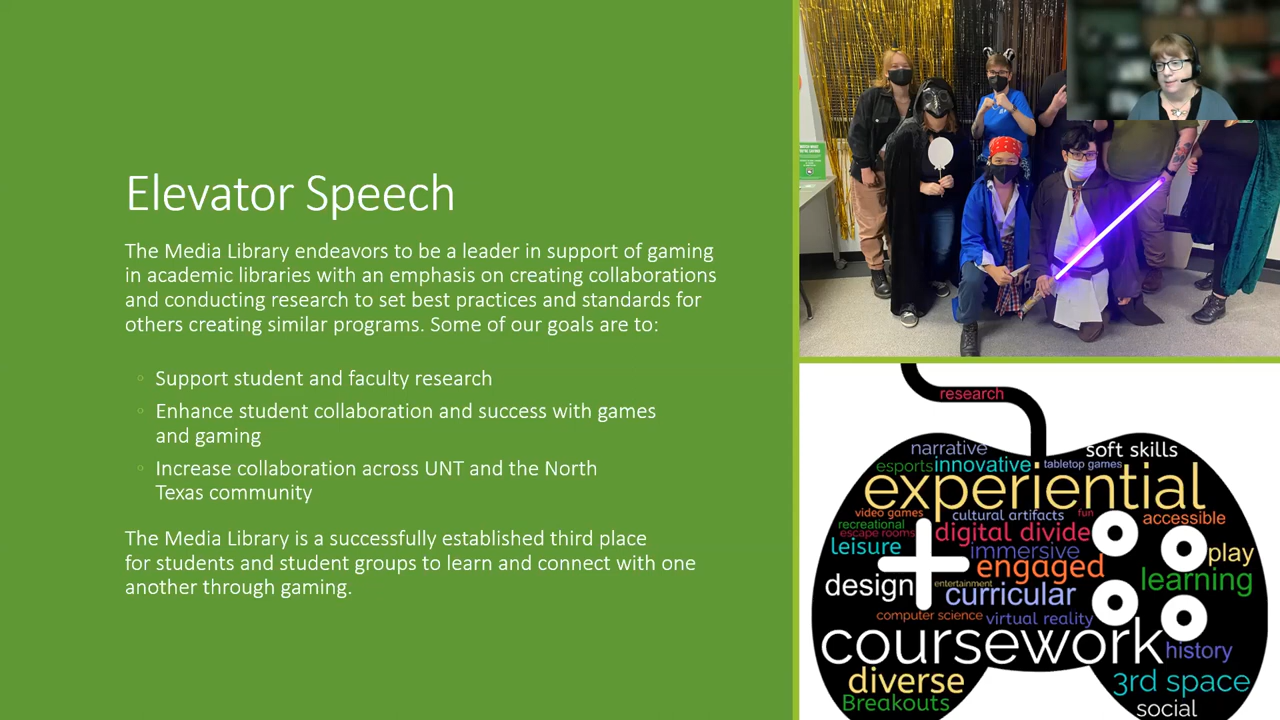 Elevator Speech
The Media Library endeavors to be a leader in support of gaming
in academic libraries with an emphasis on creating collaborations
and conducting research to set best practices and standards for
others creating similar programs. Some of our goals are to:
Support student and faculty research
Enhance student collaboration and success with games
and gaming
Increase collaboration across UNT and the North
Texas community
The Media Library is a successfully established third place
for students and student groups to learn and connect with one
another through gaming.
research
narrative
soft skills
esports
innovative
tabletop games
experiential
video games
cultural artifacts
fun
accessible
recreational
digital divide
escape rooms
leisure
immersive
play
engaged
learning
design
entertainment
curricular
computer science
virtual reality
coursework
history
diverse
3rd space
Breakouts
social